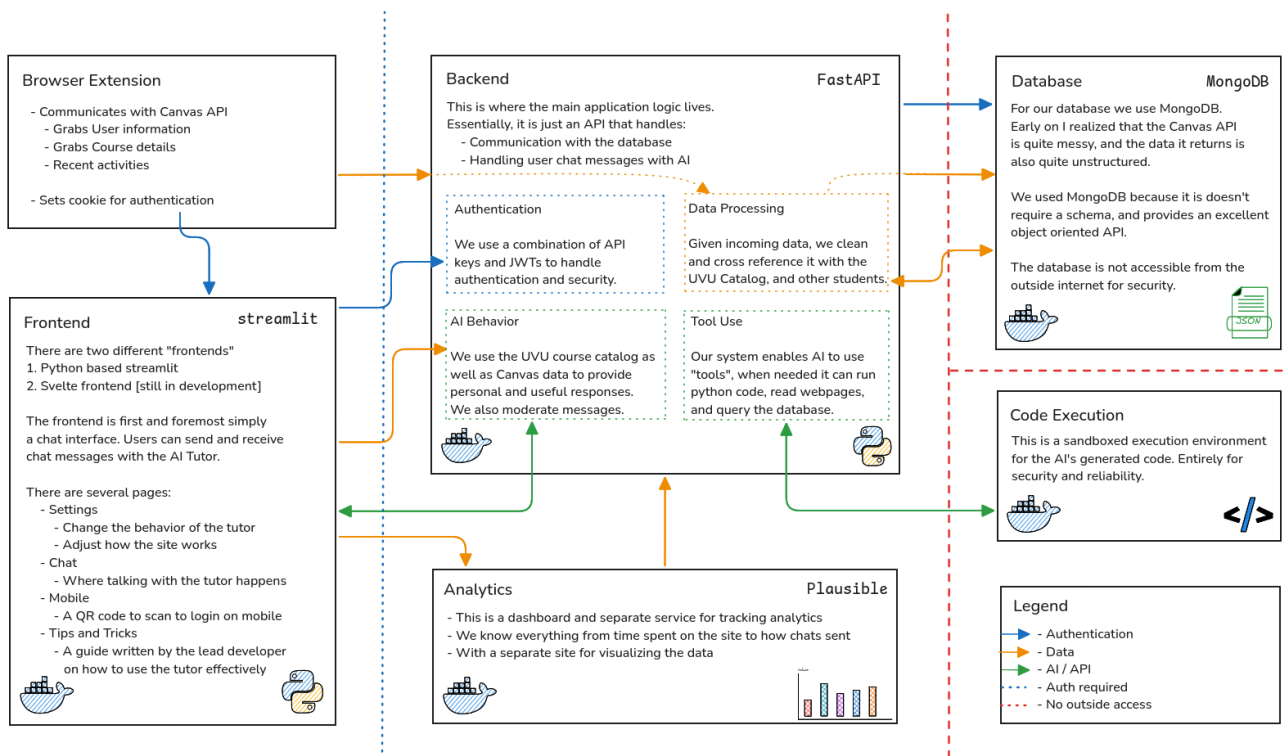 Browser Extension
- Communicates with Canvas API
- Grabs User information
- Grabs Course details
- Recent activities
- Sets cookie for authentication
Frontend
streamlit
There are two different "frontends"
1. Python based streamlit
2. Svelte frontend [still in development]
The frontend is first and foremost simply
a chat interface. Users can send and receive
chat messages with the AI Tutor.
There are several pages:
- Settings
- Change the behavior of the tutor
- Adjust how the site works
- Chat
- Where talking with the tutor happens
- Mobile
- A QR code to scan to login on mobile
- Tips and Tricks
- A guide written by the lead developer
on how to use the tutor effectively
Backend
FastAPI
This is where the main application logic lives.
Essentially, it is just an API that handles:
- Communication with the database
- Handling user chat messages with AI
Authentication
We use a combination of API
keys and JWTs to handle
authentication and security.
Data Processing
Given incoming data, we clean
and cross reference it with the
UVU Catalog, and other students.
AI Behavior
We use the UVU course catalog as
well as Canvas data to provide
personal and useful responses.
We also moderate messages.
Tool Use
Our system enables AI to use
"tools", when needed it can run
python code, read webpages,
and query the database.
Analytics
Plausible
- This is a dashboard and separate service for tracking analytics
- We know everything from time spent on the site to how chats sent
- With a separate site for visualizing the data
Database
MongoDB
For our database we use MongoDB.
Early on I realized that the Canvas API
is quite messy, and the data it returns is
also quite unstructured.
We used MongoDB because it is doesn't
require a schema, and provides an excellent
object oriented API.
The database is not accessible from the
outside internet for security.
JSON
Code Execution
This is a sandboxed execution environment
for the AI's generated code. Entirely for
security and reliability.
</>
Legend
- Authentication
- Data
- AI / API
- Auth required
- No outside access